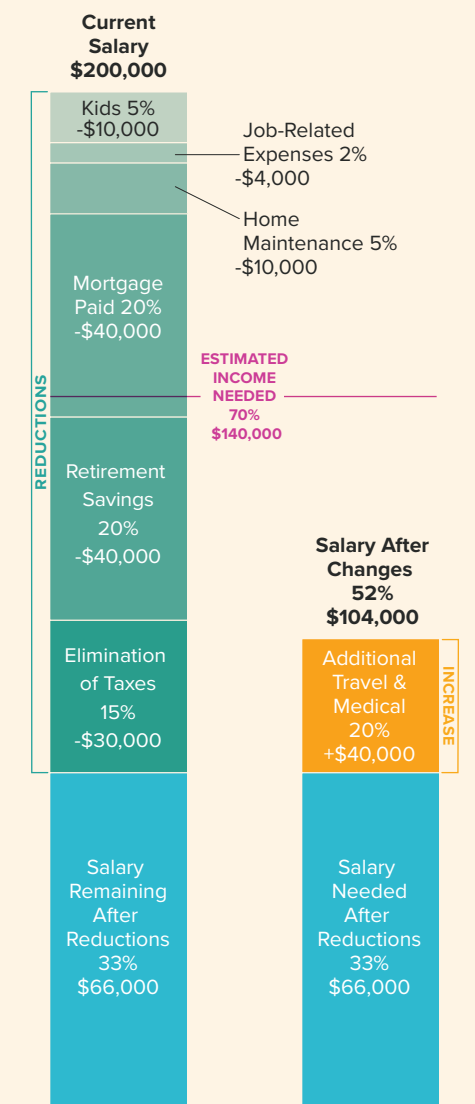 Current
Salary
$200,000
Kids 5%
-$10,000
Job-Related
Expenses 2%
-$4,000
Home
Maintenance 5%
-$10,000
Mortgage
Paid 20%
-$40,000
ESTIMATED
INCOME
NEEDED
70%
$140,000
REDUCTIONS
Retirement
Savings
20%
-$40,000
Elimination
of Taxes
15%
-$30,000
Salary
Remaining
After
Reductions
33%
$66,000
Salary After
Changes
52%
$104,000
Additional
Travel &
Medical
20%
+$40,000
INCREASE
Salary
Needed
After
Reductions
33%
$66,000